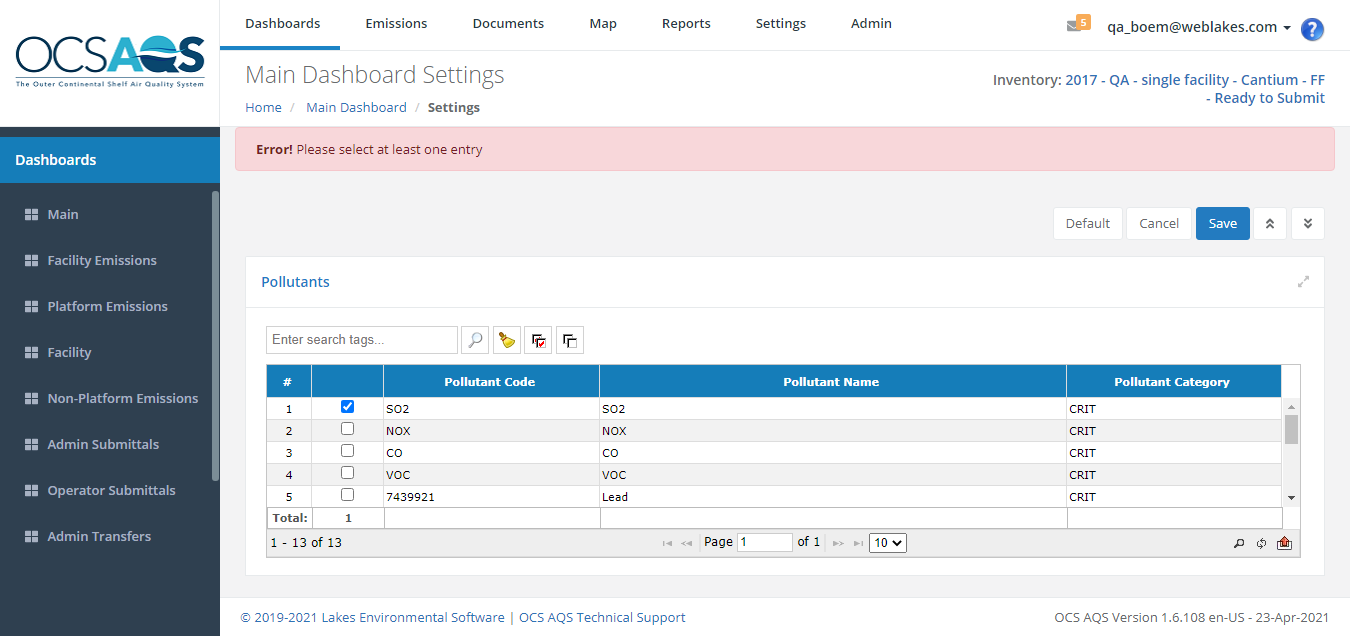 OCSAQS
The Outer Continental Shelf Air Quality System
Dashboards Emissions Documents Map Reports Settings Admin
5 qa_boem@weblakes.com ?
Main Dashboard Settings
Home / Main Dashboard / Settings
Inventory: 2017 - QA - single facility - Cantium - FF
- Ready to Submit
Dashboards
Main
Facility Emissions
Platform Emissions
Facility
Non-Platform Emissions
Admin Submittals
Operator Submittals
Admin Transfers
Error! Please select at least one entry
Default Cancel Save
Pollutants
Enter search tags...
# Pollutant Code Pollutant Name Pollutant Category
1 SO2 SO2 CRIT
2 NOX NOX CRIT
3 CO CO CRIT
4 VOC VOC CRIT
5 7439921 Lead CRIT
Total: 1
1 - 13 of 13 Page 1 of 1 10
© 2019-2021 Lakes Environmental Software | OCS AQS Technical Support
OCS AQS Version 1.6.108 en-US - 23-Apr-2021